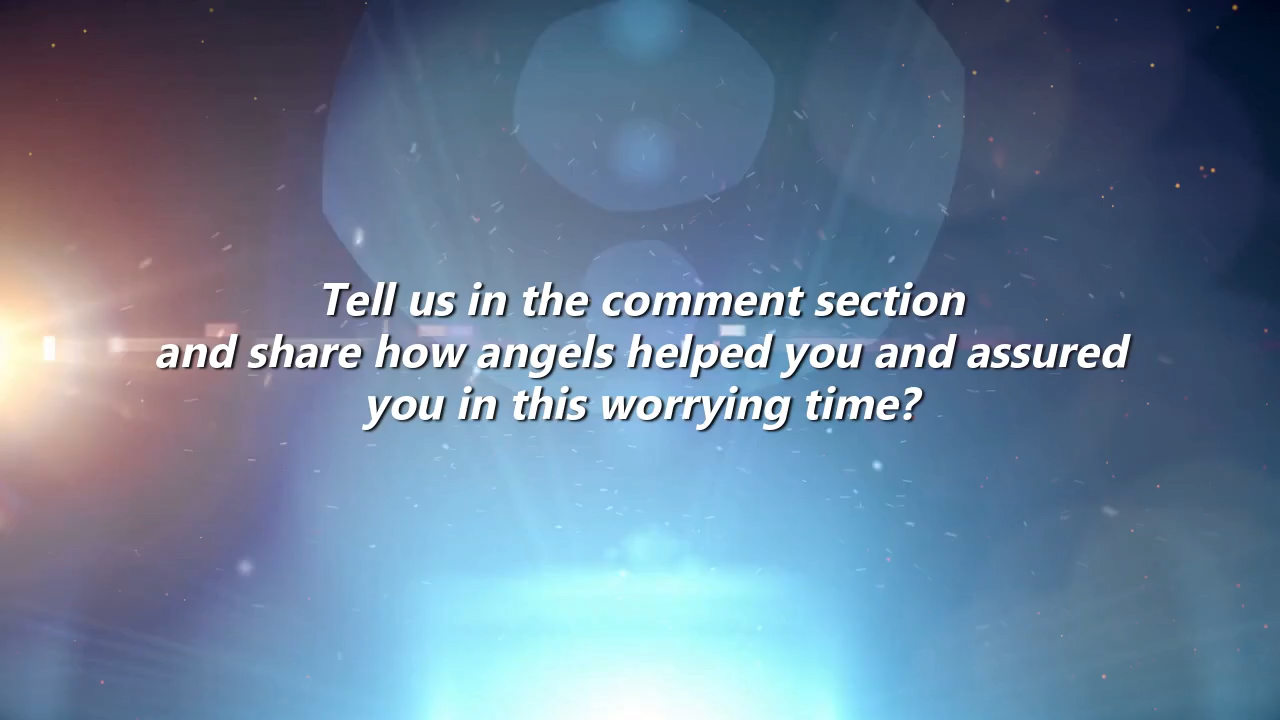 Tell us in the comment section
and share how angels helped you and assured
you in this worrying time?